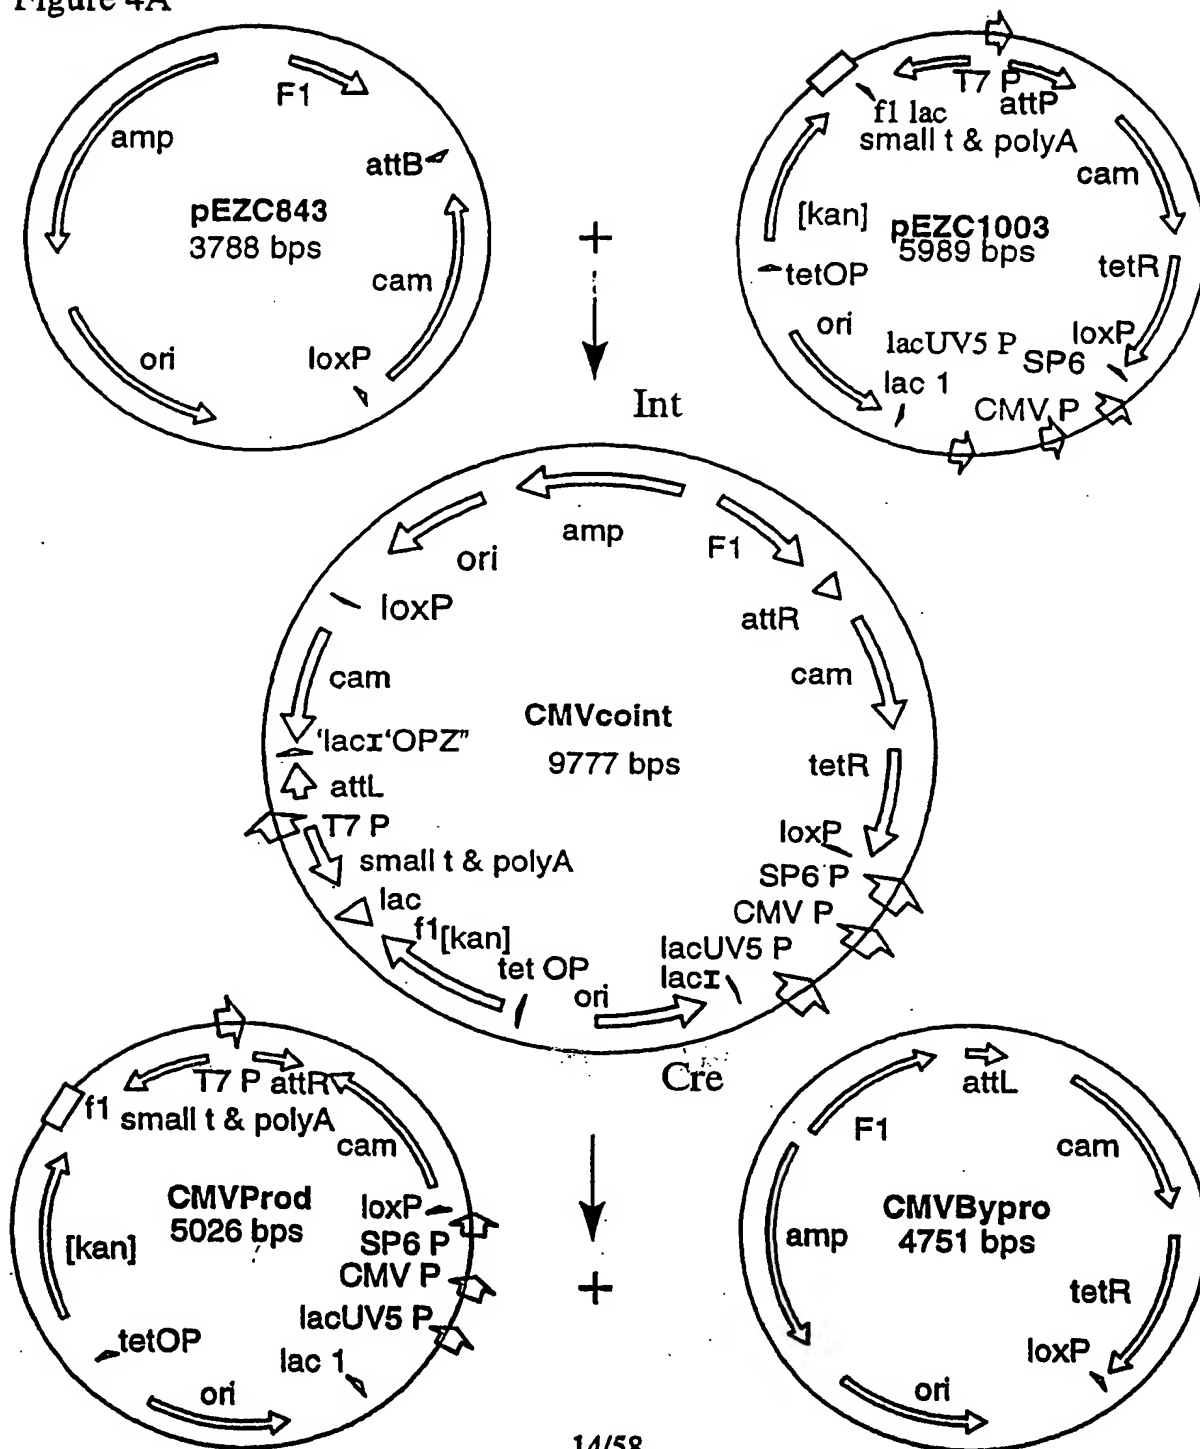 Figure 4A
F1
amp
attB
pEZC843
3788 bps
cam
ori
loxP
+
T7 P
attP
f1 lac
small t & polyA
cam
[kan]
pEZC1003
5989 bps
tetR
tetOP
ori
loxP
lacUV5 P
SP6
lac 1
CMV P
Int
amp
F1
ori
loxP
attR
cam
cam
CMVcoint
9777 bps
'lacI'OPZ"
tetR
attL
T7 P
loxP
small t & polyA
SP6 P
lac
CMV P
f1
[kan]
lacUV5 P
tet OP
lacI
ori
Cre
T7 P
attR
f1
small t & polyA
cam
CMVProd
5026 bps
loxP
[kan]
SP6 P
CMV P
lacUV5 P
tetOP
lac 1
ori
+
attL
F1
cam
CMVBypro
4751 bps
amp
tetR
loxP
ori
14/58